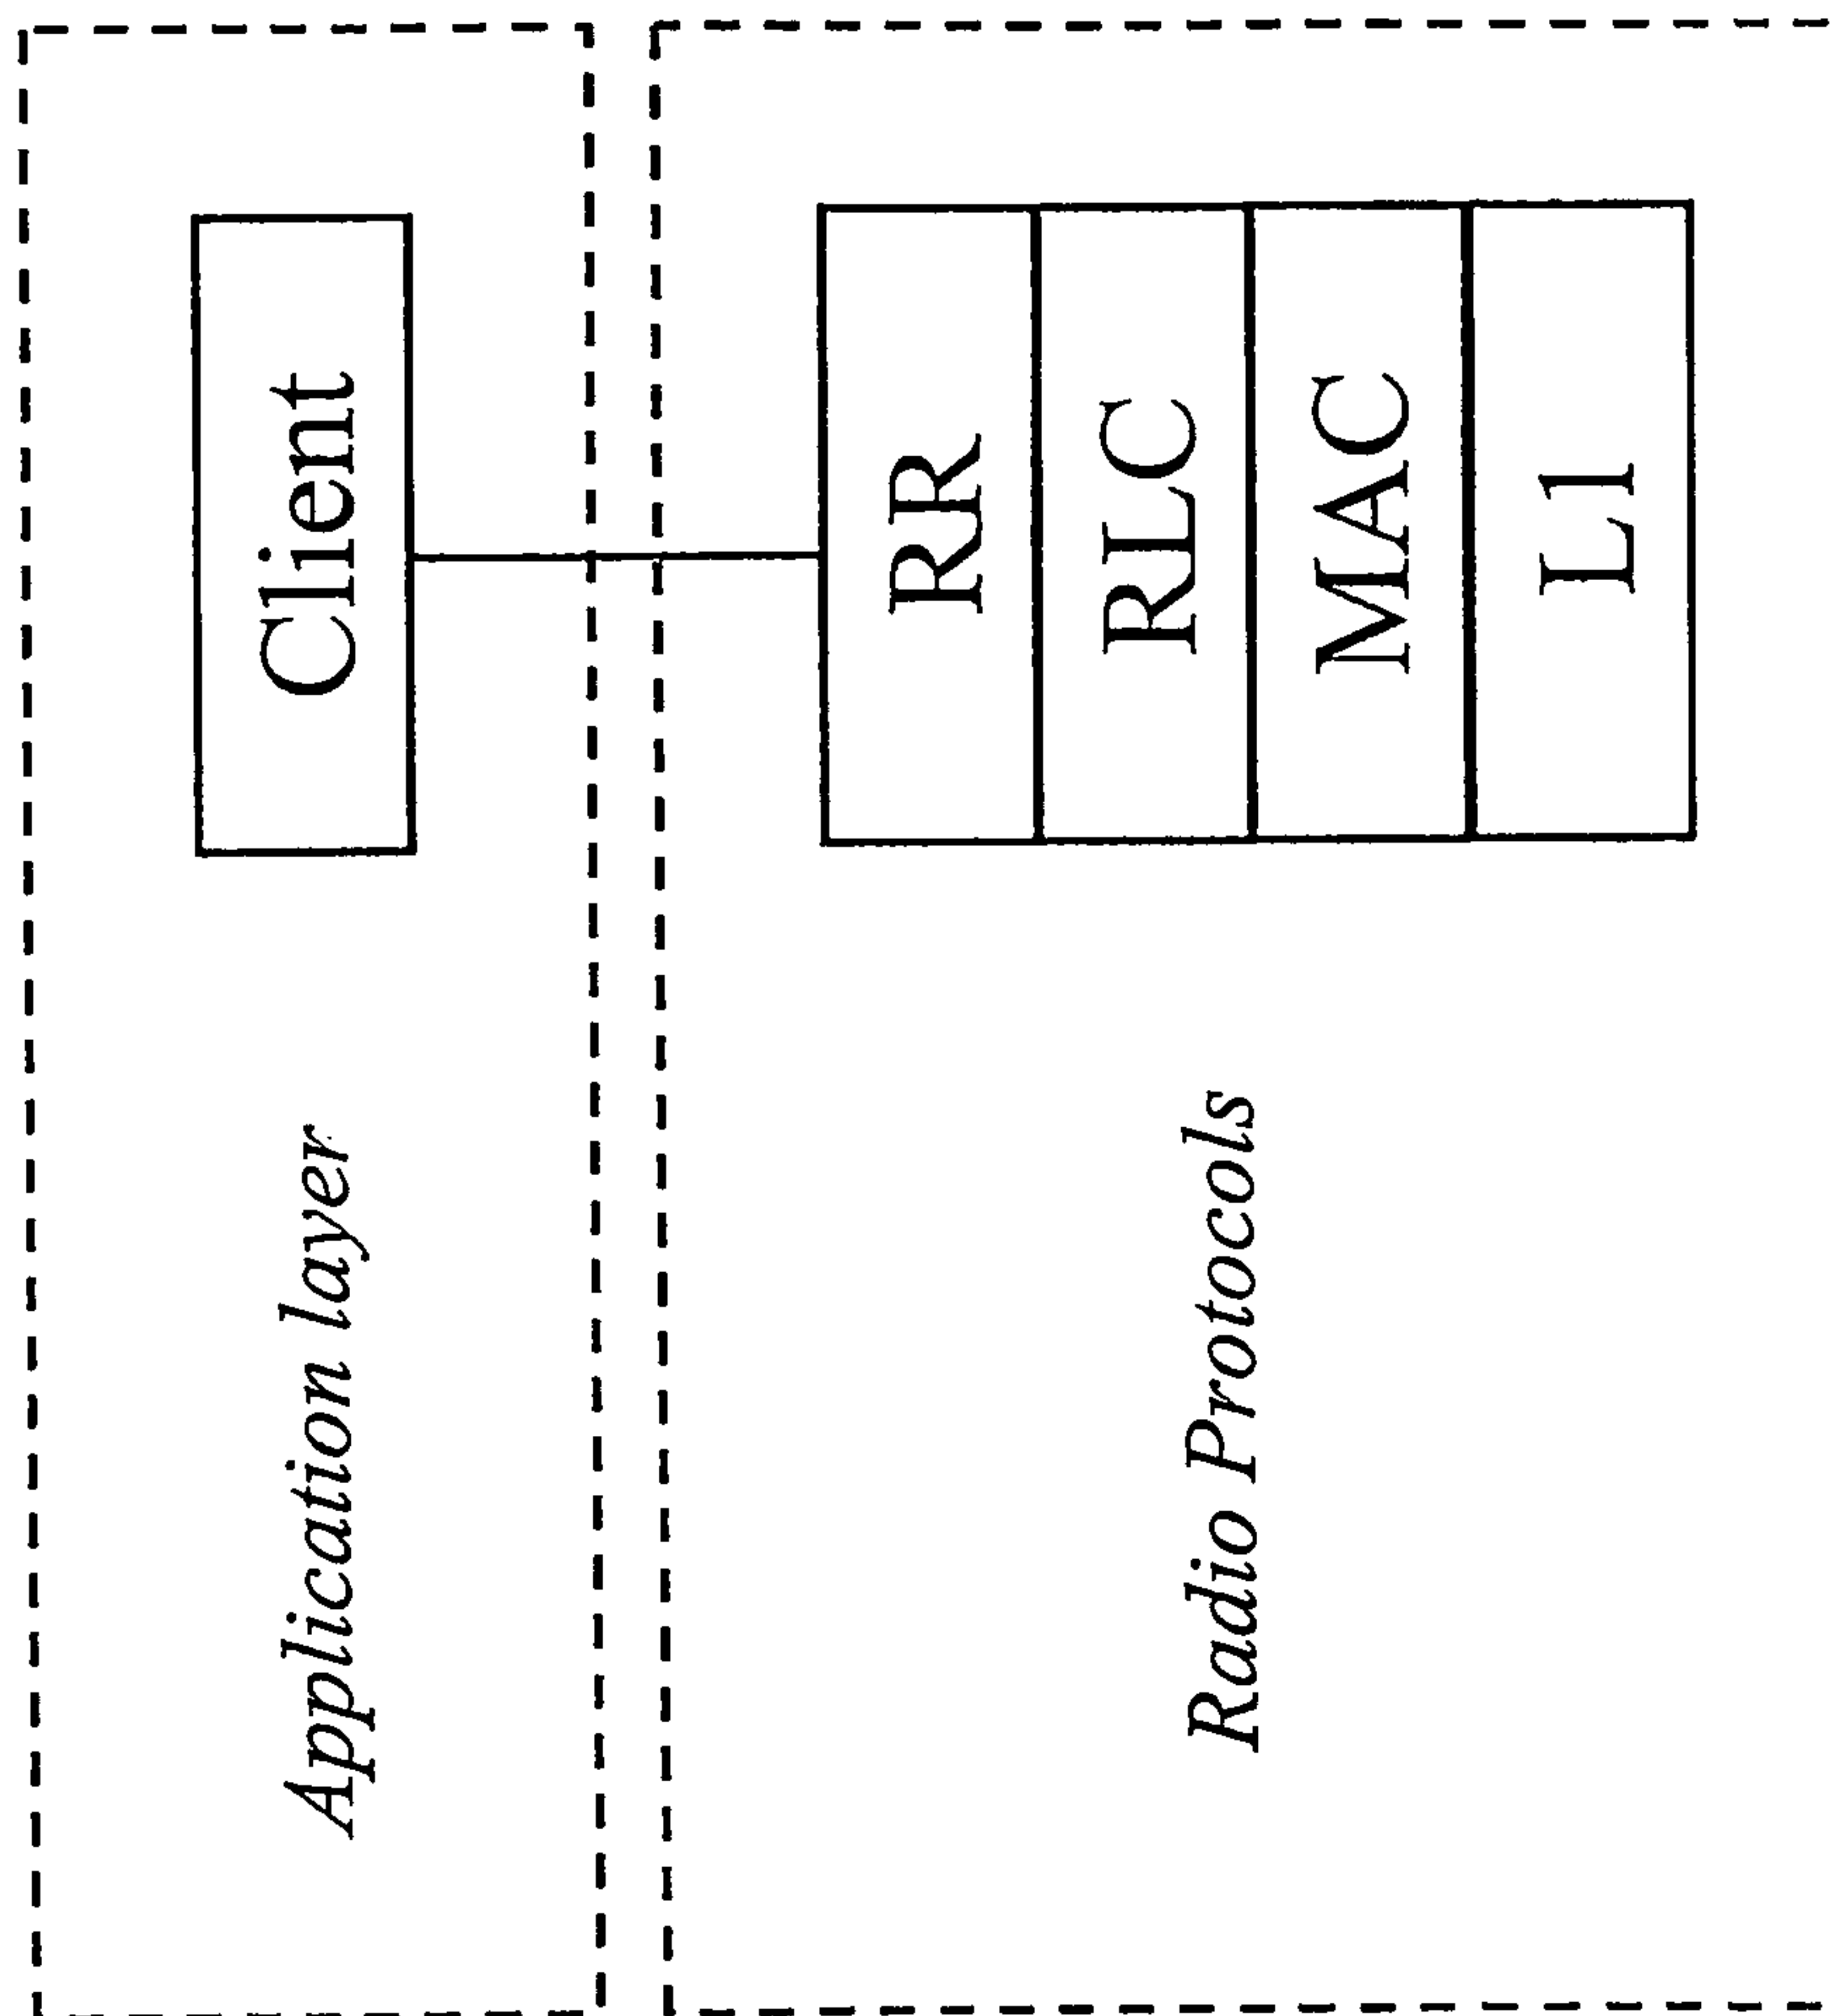 Application layer
Client
Radio Protocols
RR
RLC
MAC
L1